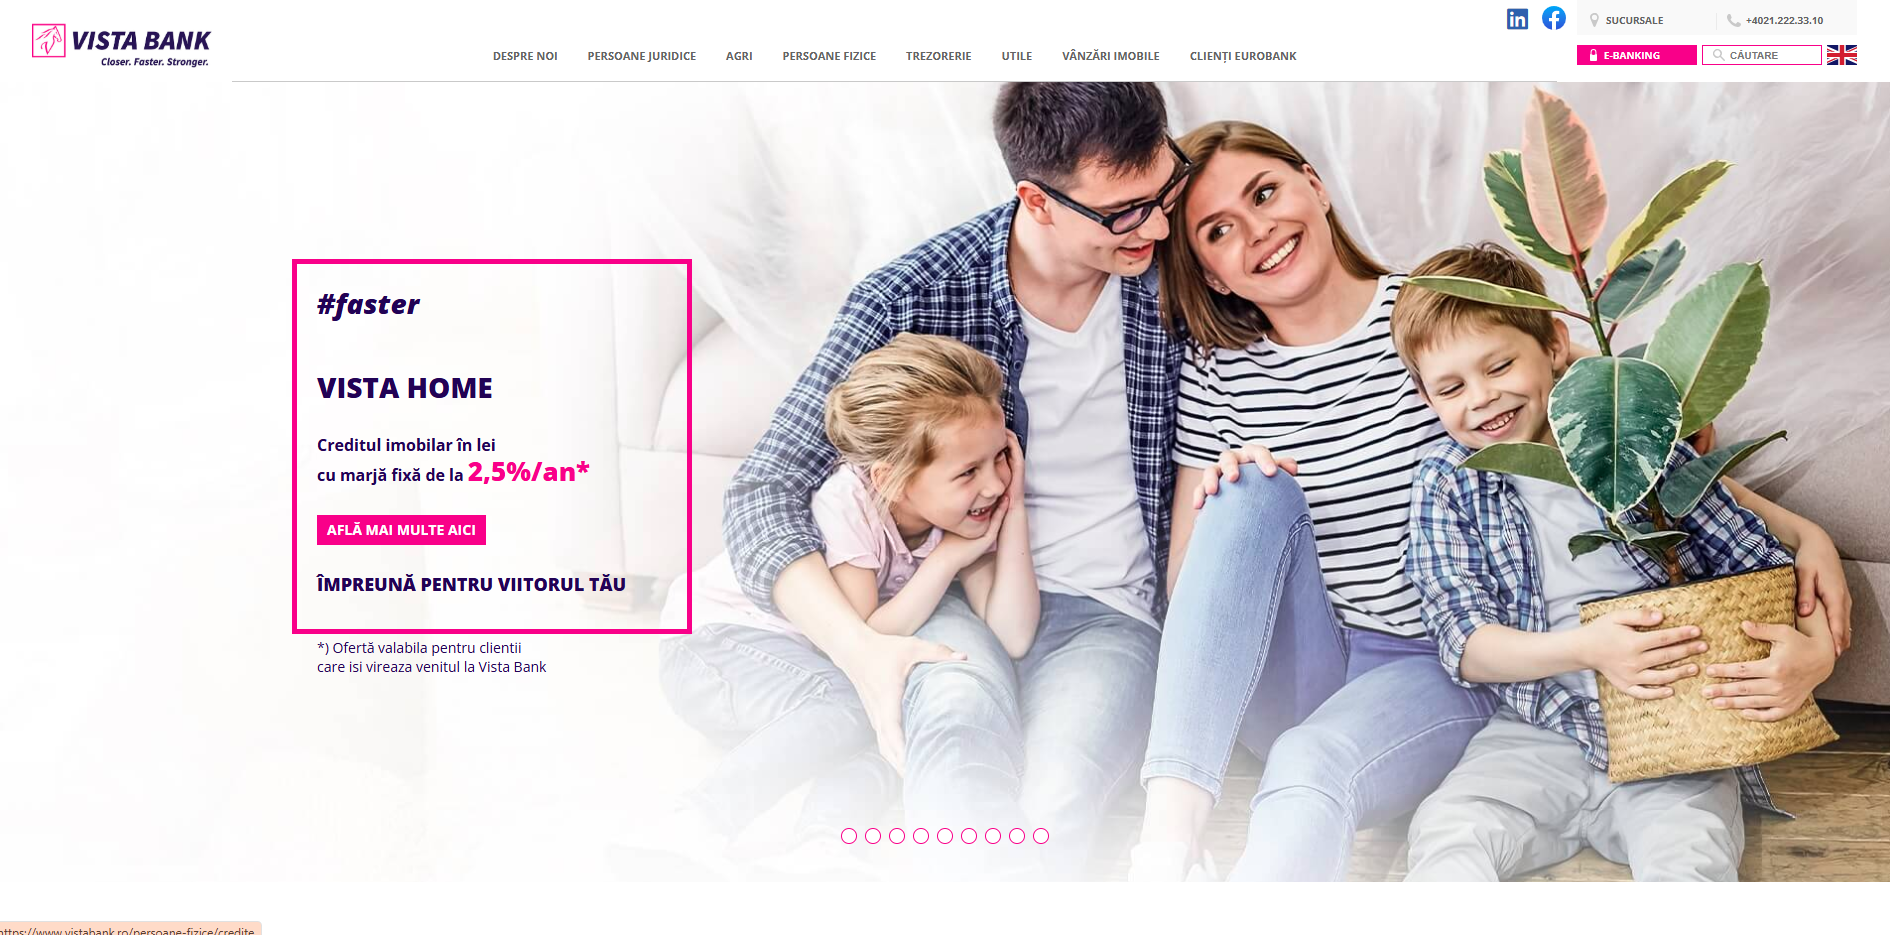 VISTA BANK
Closer. Faster. Stronger.
SUCURSALE
+4021.222.33.10
DESPRE NOI
PERSOANE JURIDICE
AGRI
PERSOANE FIZICE
TREZORERIE
UTILE
VÂNZĂRI IMOBILE
CLIENȚI EUROBANK
E-BANKING
CĂUTARE
#faster
VISTA HOME
Creditul imobilar în lei
cu marjă fixă de la 2,5%/an*
AFLĂ MAI MULTE AICI
ÎMPREUNĂ PENTRU VIITORUL TĂU
*) Ofertă valabila pentru clientii
care isi vireaza venitul la Vista Bank
https://www.vistabank.ro/persoane-fizice/credite